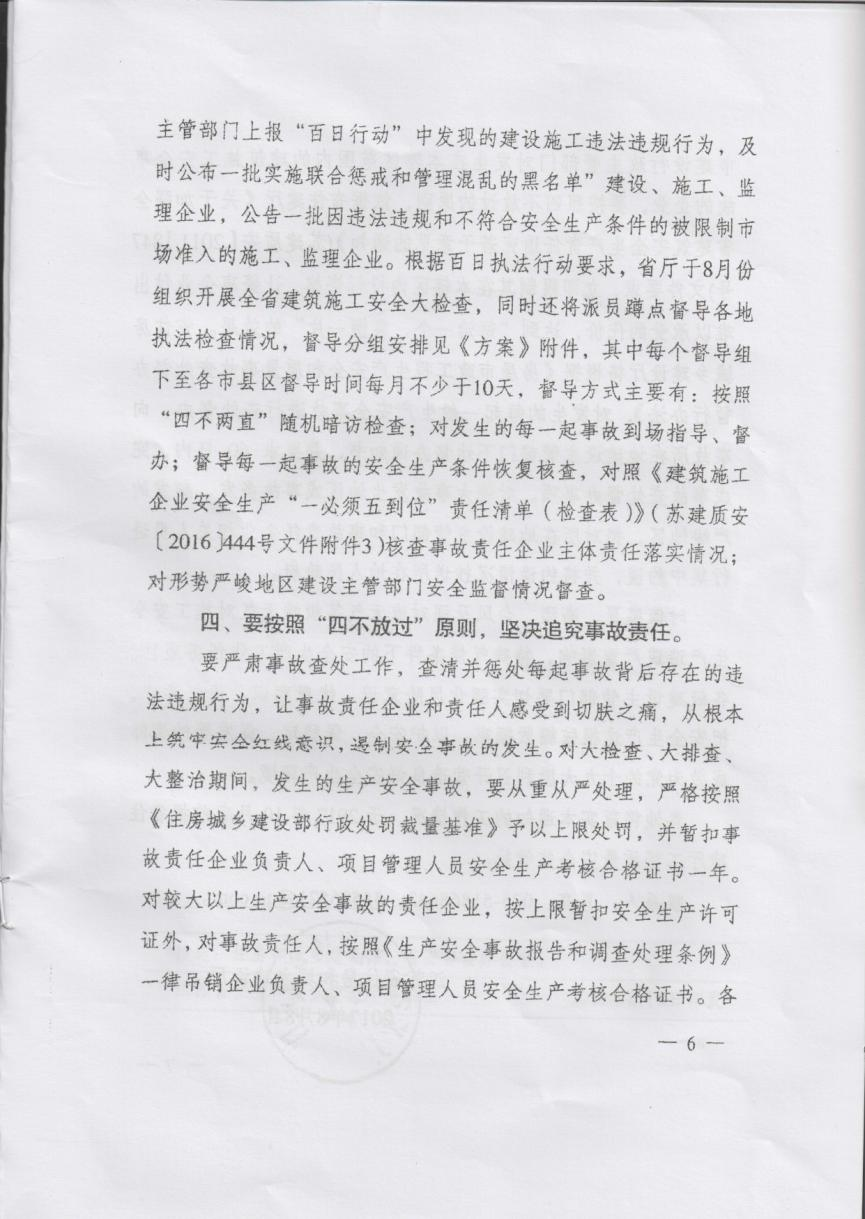 主管部门上报“百日行动”中发现的建设施工违法违规行为，及
时公布一批实施联合惩戒和管理混乱的黑名单”建设、施工、监
理企业，公告一批因违法违规和不符合安全生产条件的被限制市
场准入的施工、监理企业。根据百日执法行动要求，省厅于8月份
组织开展全省建筑施工安全大检查，同时还将派员蹲点督导各地
执法检查情况，督导分组安排见《方案》附件，其中每个督导组
下至各市县区督导时间每月不少于10天，督导方式主要有：按照
“四不两直”随机暗访检查；对发生的每一起事故到场指导、督
办；督导每一起事故的安全生产条件恢复核查，对照《建筑施工
企业安全生产“一必须五到位”责任清单（检查表）》（苏建质安
〔2016〕444号文件附件3）核查事故责任企业主体责任落实情况；
对形势严峻地区建设主管部门安全监督情况督查。
四、要按照“四不放过”原则，坚决追究事故责任。
要严肃事故查处工作，查清并惩处每起事故背后存在的违
法违规行为，让事故责任企业和责任人感受到切肤之痛，从根本
上筑牢安全红线意识，遏制安全事故的发生。对大检查、大排查、
大整治期间，发生的生产安全事故，要从重从严处理，严格按照
《住房城乡建设部行政处罚裁量基准》予以上限处罚，并暂扣事
故责任企业负责人、项目管理人员安全生产考核合格证书一年。
对较大以上生产安全事故的责任企业，按上限暂扣安全生产许可
证外，对事故责任人，按照《生产安全事故报告和调查处理条例》
一律吊销企业负责人、项目管理人员安全生产考核合格证书。各
— 6 —